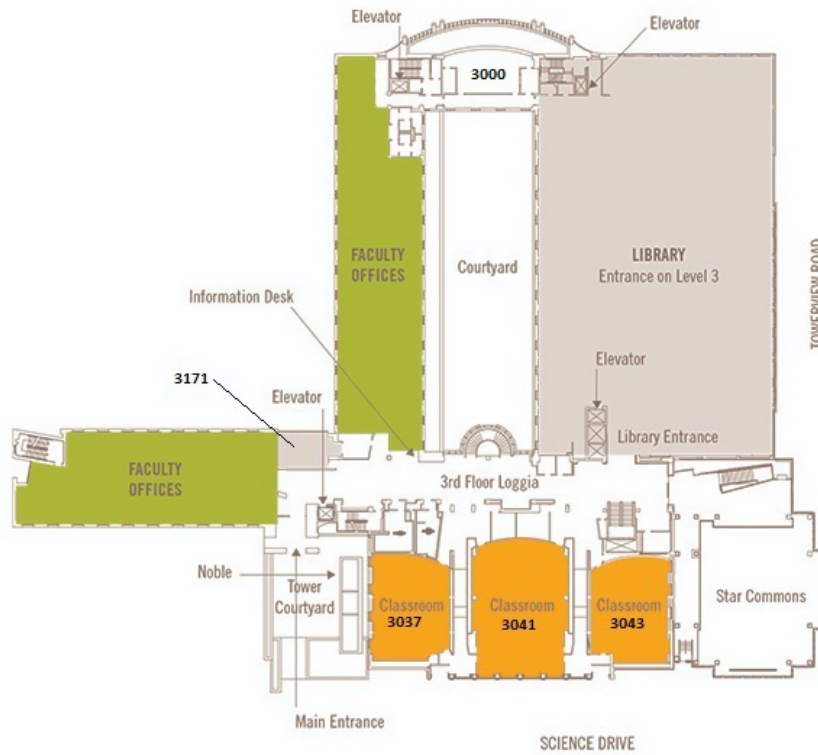 Elevator
Elevator
3000
FACULTY
OFFICES
Courtyard
LIBRARY
Entrance on Level 3
TOWERVIEW ROAD
Information Desk
3171
Elevator
Elevator
Library Entrance
FACULTY
OFFICES
3rd Floor Loggia
Elevator
Noble
Tower
Courtyard
Classroom
3037
Classroom
3041
Classroom
3043
Star Commons
Main Entrance
SCIENCE DRIVE